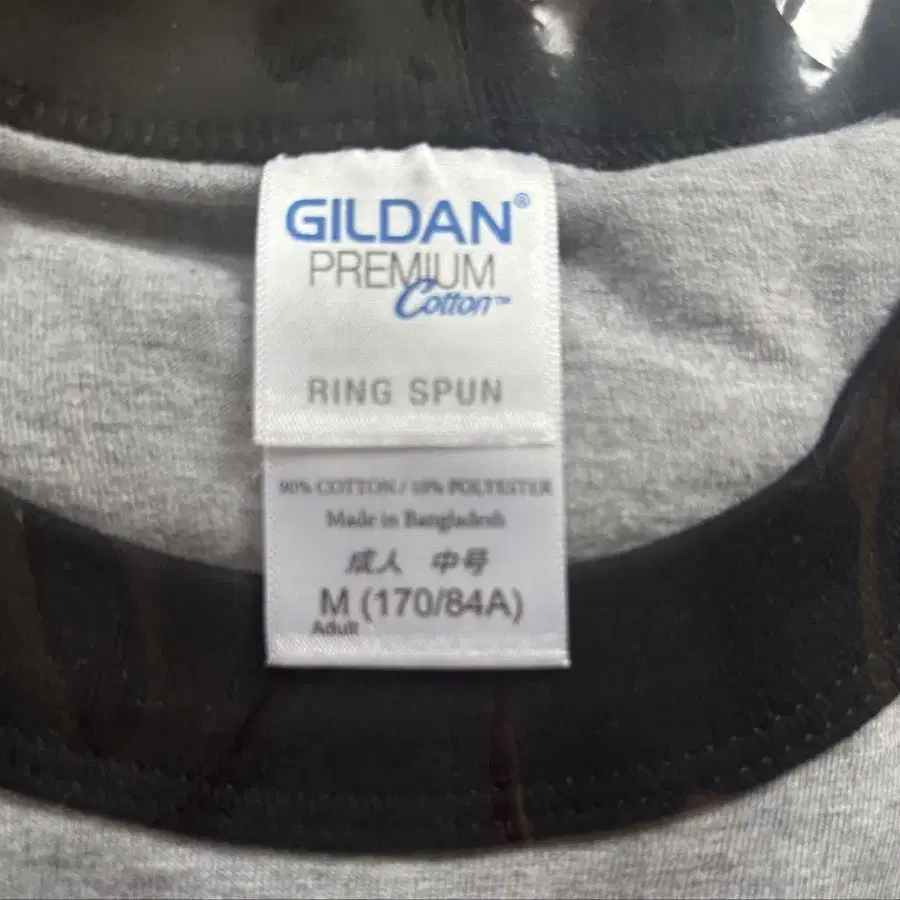 GILDAN®
PREMIUM
Cotton™
RING SPUN
90% COTTON / 10% POLYESTER
Made in Bangladesh
成人 中号
M (170/84A)
Adult